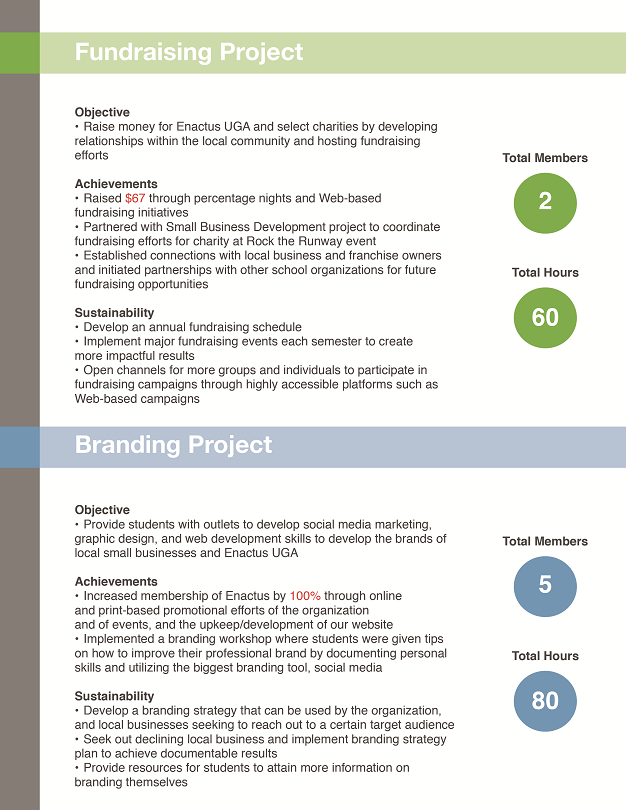 Fundraising Project
Objective
• Raise money for Enactus UGA and select charities by developing
relationships within the local community and hosting fundraising
efforts
Achievements
• Raised $67 through percentage nights and Web-based
fundraising initiatives
• Partnered with Small Business Development project to coordinate
fundraising efforts for charity at Rock the Runway event
• Established connections with local business and franchise owners
and initiated partnerships with other school organizations for future
fundraising opportunities
Sustainability
• Develop an annual fundraising schedule
• Implement major fundraising events each semester to create
more impactful results
• Open channels for more groups and individuals to participate in
fundraising campaigns through highly accessible platforms such as
Web-based campaigns
Total Members
2
Total Hours
60
Branding Project
Objective
• Provide students with outlets to develop social media marketing,
graphic design, and web development skills to develop the brands of
local small businesses and Enactus UGA
Achievements
• Increased membership of Enactus by 100% through online
and print-based promotional efforts of the organization
and of events, and the upkeep/development of our website
• Implemented a branding workshop where students were given tips
on how to improve their professional brand by documenting personal
skills and utilizing the biggest branding tool, social media
Sustainability
• Develop a branding strategy that can be used by the organization,
and local businesses seeking to reach out to a certain target audience
• Seek out declining local business and implement branding strategy
plan to achieve documentable results
• Provide resources for students to attain more information on
branding themselves
Total Members
5
Total Hours
80